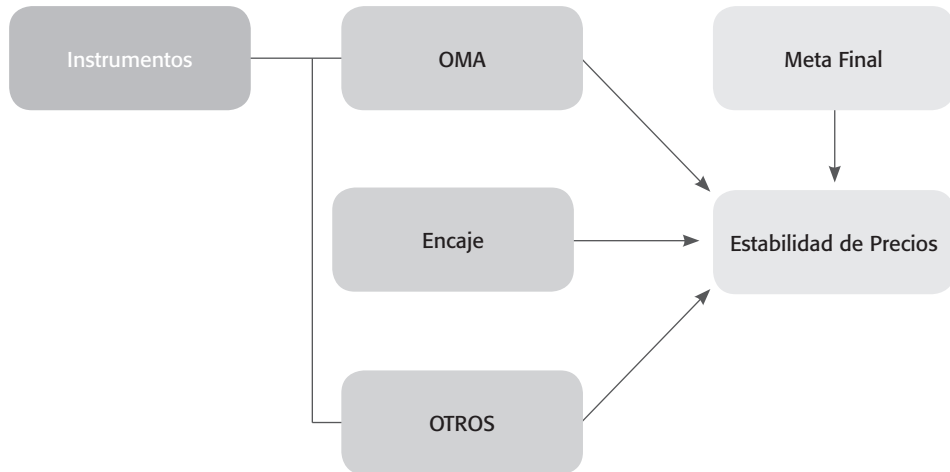 Instrumentos
OMA
Meta Final
Encaje
Estabilidad de Precios
OTROS